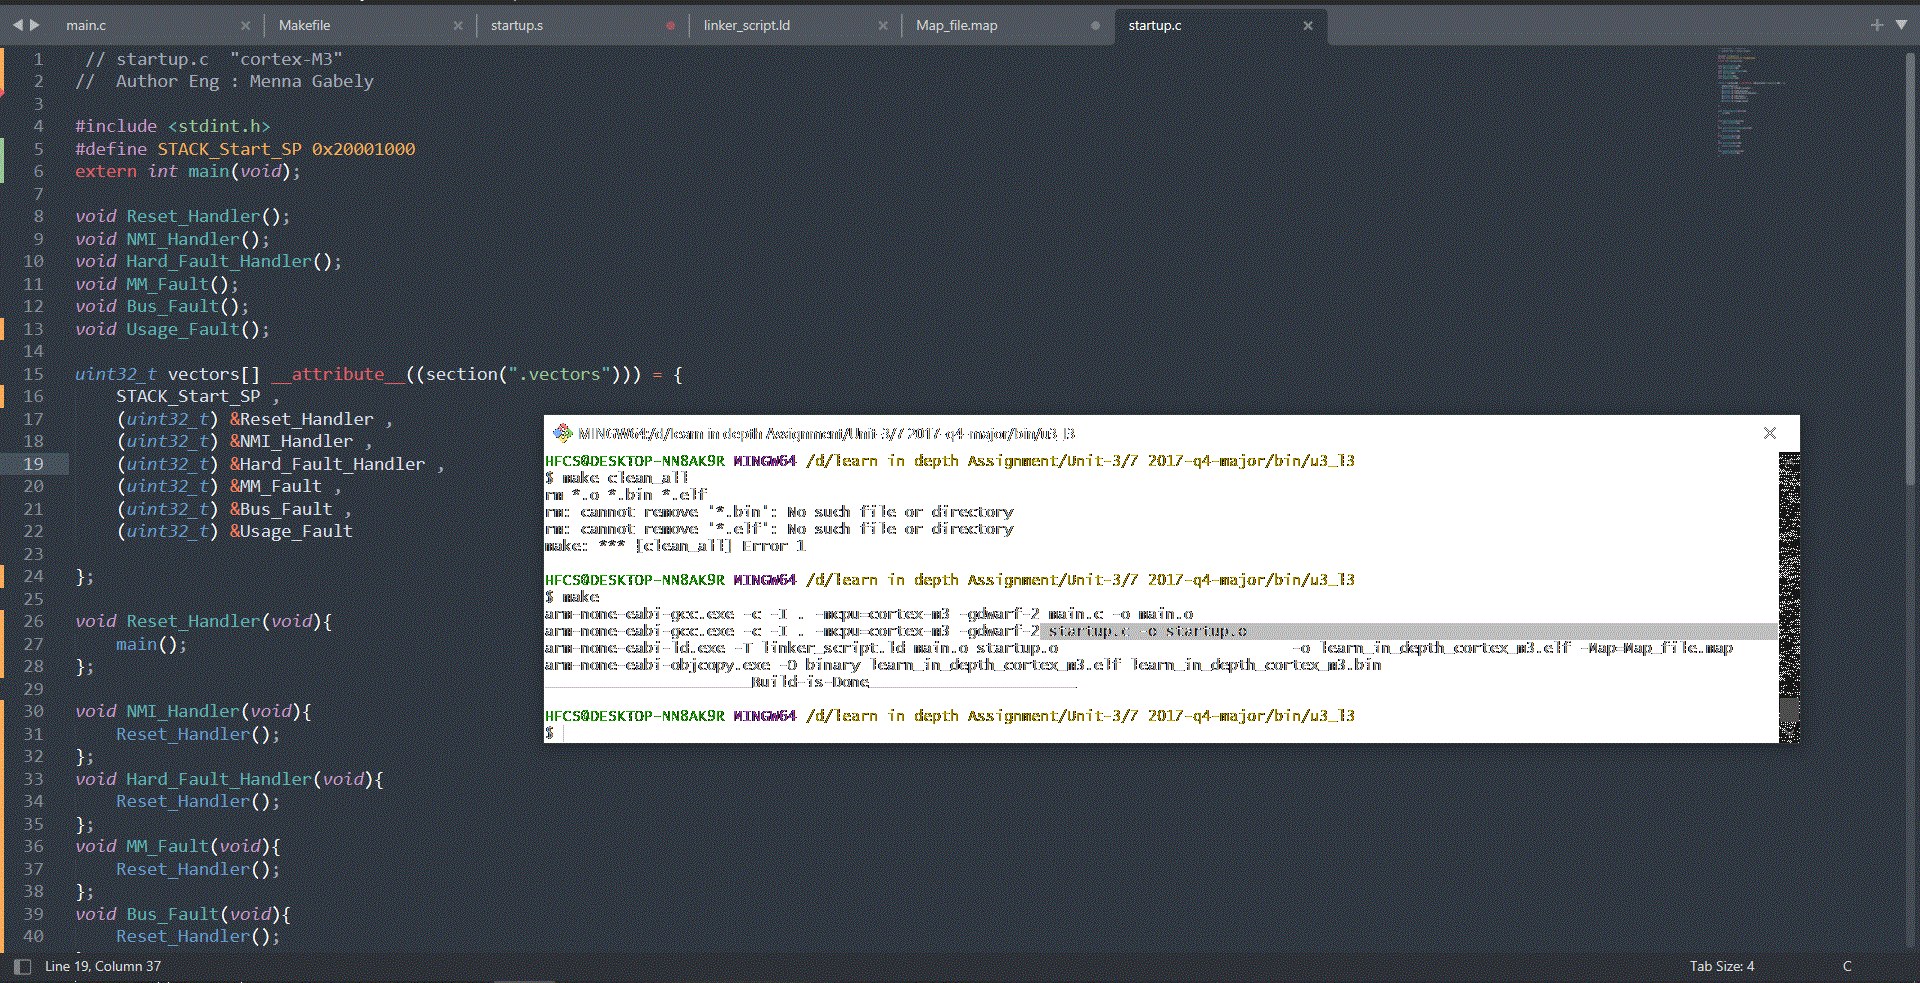 main.c
Makefile
startup.s
linker_script.ld
Map_file.map
startup.c
1 // startup.c "cortex-M3"
2 // Author Eng : Menna Gabely
3
4 #include <stdint.h>
5 #define STACK_Start_SP 0x20001000
6 extern int main(void);
7
8 void Reset_Handler();
9 void NMI_Handler();
10 void Hard_Fault_Handler();
11 void MM_Fault();
12 void Bus_Fault();
13 void Usage_Fault();
14
15 uint32_t vectors[] __attribute__((section(".vectors"))) = {
16 STACK_Start_SP ,
17 (uint32_t) &Reset_Handler ,
18 (uint32_t) &NMI_Handler ,
19 (uint32_t) &Hard_Fault_Handler ,
20 (uint32_t) &MM_Fault ,
21 (uint32_t) &Bus_Fault ,
22 (uint32_t) &Usage_Fault
23
24 };
25
26 void Reset_Handler(void){
27 main();
28 };
29
30 void NMI_Handler(void){
31 Reset_Handler();
32 };
33 void Hard_Fault_Handler(void){
34 Reset_Handler();
35 };
36 void MM_Fault(void){
37 Reset_Handler();
38 };
39 void Bus_Fault(void){
40 Reset_Handler();
MINGW64:/d/learn in depth Assignment/Unit-3/7 2017-q4-major/bin/u3_l3
HFCS@DESKTOP-NN8AK9R MINGW64 /d/learn in depth Assignment/Unit-3/7 2017-q4-major/bin/u3_l3
$ make clean_all
rm *.o *.bin *.elf
rm: cannot remove '*.bin': No such file or directory
rm: cannot remove '*.elf': No such file or directory
make: *** [clean_all] Error 1
HFCS@DESKTOP-NN8AK9R MINGW64 /d/learn in depth Assignment/Unit-3/7 2017-q4-major/bin/u3_l3
$ make
arm-none-eabi-gcc.exe -c -I . -mcpu=cortex-m3 -gdwarf-2 main.c -o main.o
arm-none-eabi-gcc.exe -c -I . -mcpu=cortex-m3 -gdwarf-2 startup.c -o startup.o
arm-none-eabi-ld.exe -T linker_script.ld main.o startup.o -o learn_in_depth_cortex_m3.elf -Map=Map_file.map
arm-none-eabi-objcopy.exe -O binary learn_in_depth_cortex_m3.elf learn_in_depth_cortex_m3.bin
_______________________Build-is-Done_______________________
HFCS@DESKTOP-NN8AK9R MINGW64 /d/learn in depth Assignment/Unit-3/7 2017-q4-major/bin/u3_l3
$
Line 19, Column 37
Tab Size: 4
C